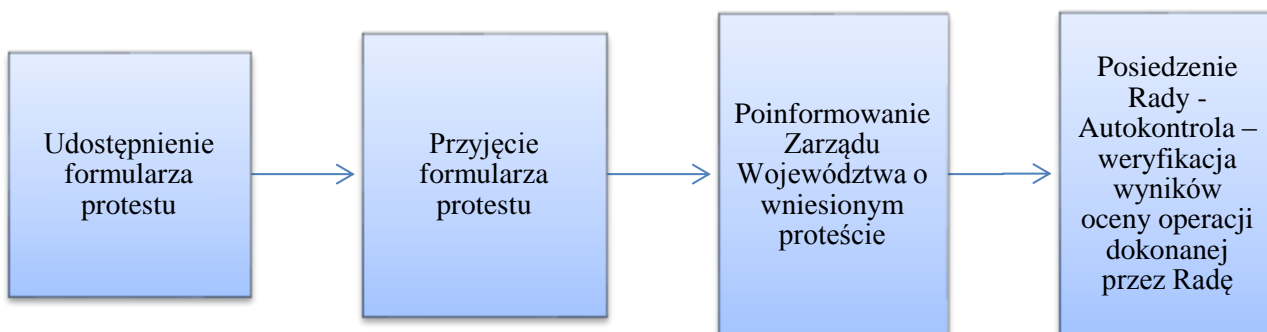 Udostępnienie
formularza
protestu
Przyjęcie
formularza
protestu
Poinformowanie
Zarządu
Województwa o
wniesionym
proteście
Posiedzenie
Rady -
Autokontrola –
weryfikacja
wyników
oceny operacji
dokonanej
przez Radę